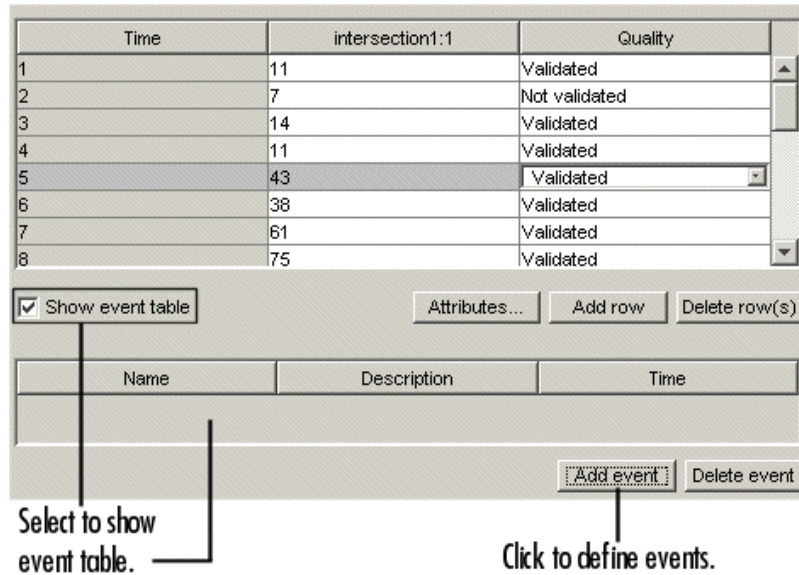 Time intersection1:1 Quality
1 11 Validated
2 7 Not validated
3 14 Validated
4 11 Validated
5 43 Validated
6 38 Validated
7 61 Validated
8 75 Validated
Show event table Attributes... Add row Delete row(s)
Name Description Time
Add event Delete event
Select to show
event table.
Click to define events.